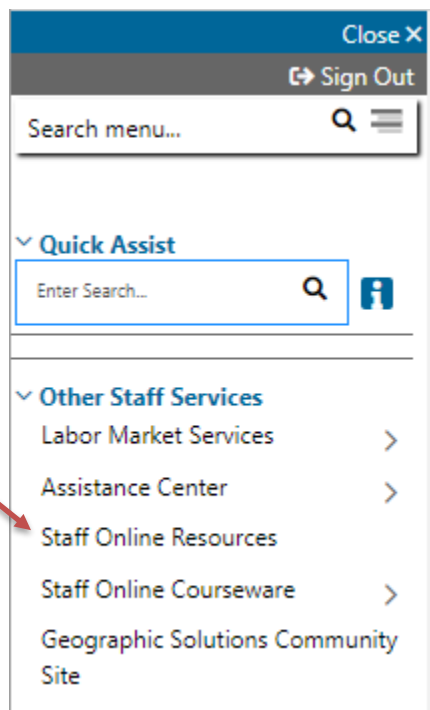 Close ×
Sign Out
Search menu...
Quick Assist
Enter Search...
Other Staff Services
Labor Market Services
Assistance Center
Staff Online Resources
Staff Online Courseware
Geographic Solutions Community
Site